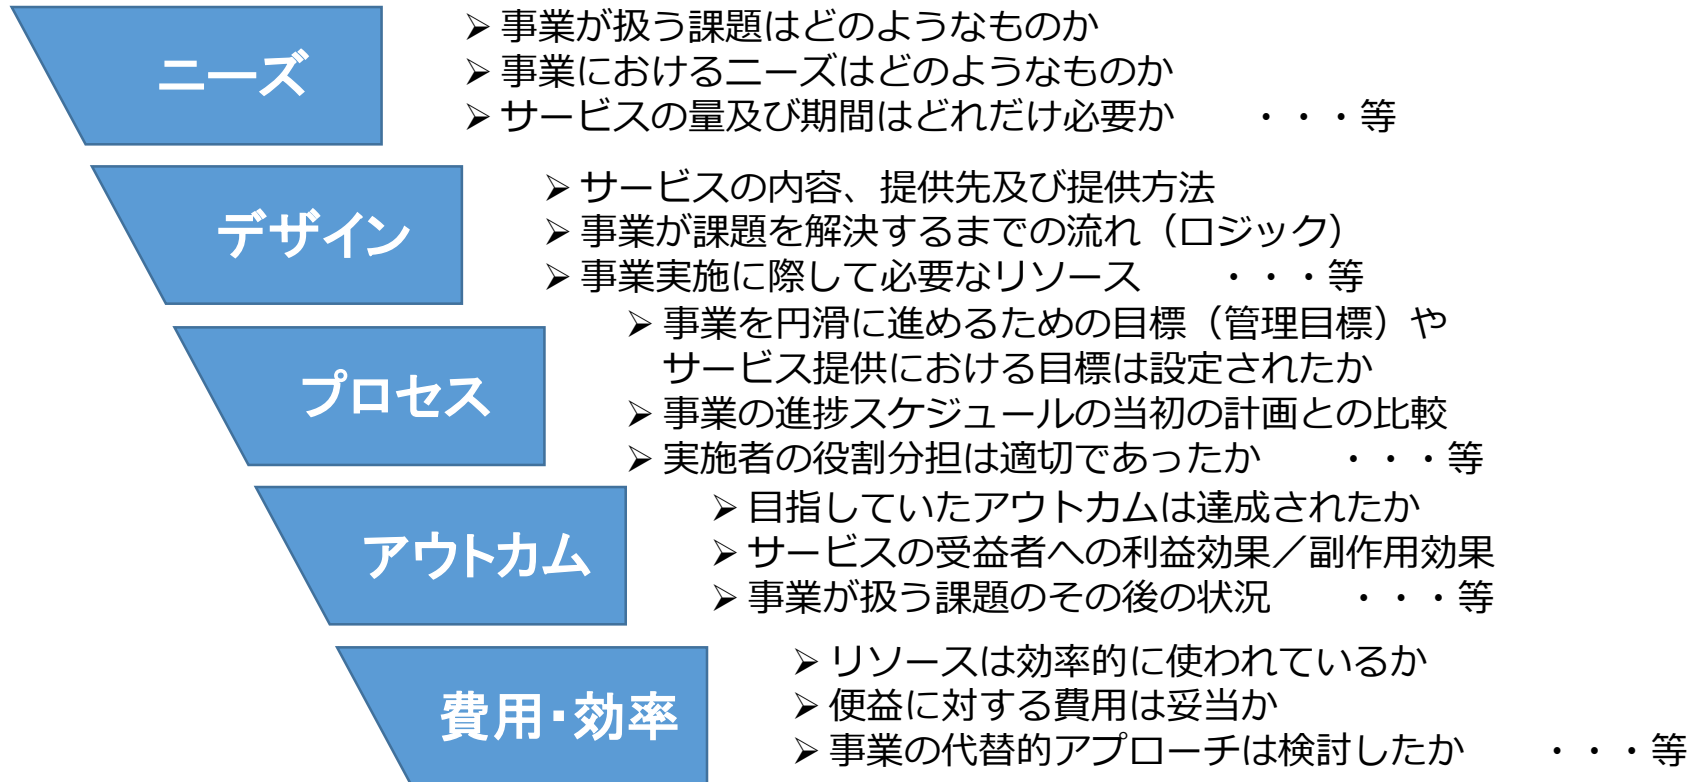 ニーズ
➢ 事業が扱う課題はどのようなものか
➢ 事業におけるニーズはどのようなものか
➢ サービスの量及び期間はどれだけ必要か　・・・等
デザイン
➢ サービスの内容、提供先及び提供方法
➢ 事業が課題を解決するまでの流れ（ロジック）
➢ 事業実施に際して必要なリソース　・・・等
プロセス
➢ 事業を円滑に進めるための目標（管理目標）や
サービス提供における目標は設定されたか
➢ 事業の進捗スケジュールの当初の計画との比較
➢ 実施者の役割分担は適切であったか　・・・等
アウトカム
➢ 目指していたアウトカムは達成されたか
➢ サービスの受益者への利益効果／副作用効果
➢ 事業が扱う課題のその後の状況　・・・等
費用・効率
➢ リソースは効率的に使われているか
➢ 便益に対する費用は妥当か
➢ 事業の代替的アプローチは検討したか　・・・等